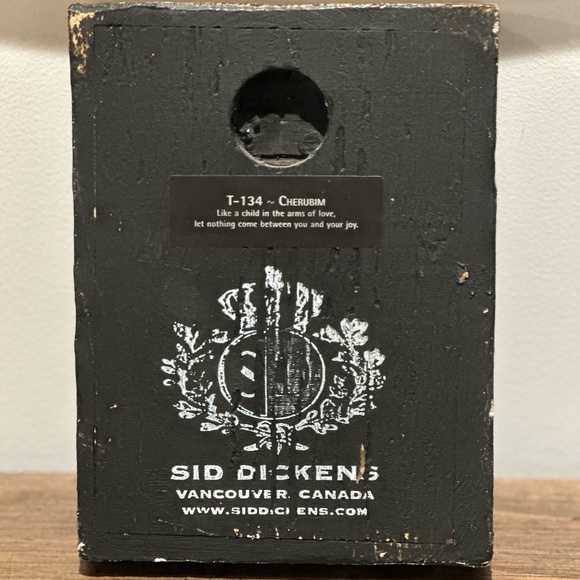 T-134 ~ CHERUBIM
Like a child in the arms of love,
let nothing come between you and your joy.
SID DICKENS
VANCOUVER, CANADA
WWW.SIDDICKENS.COM